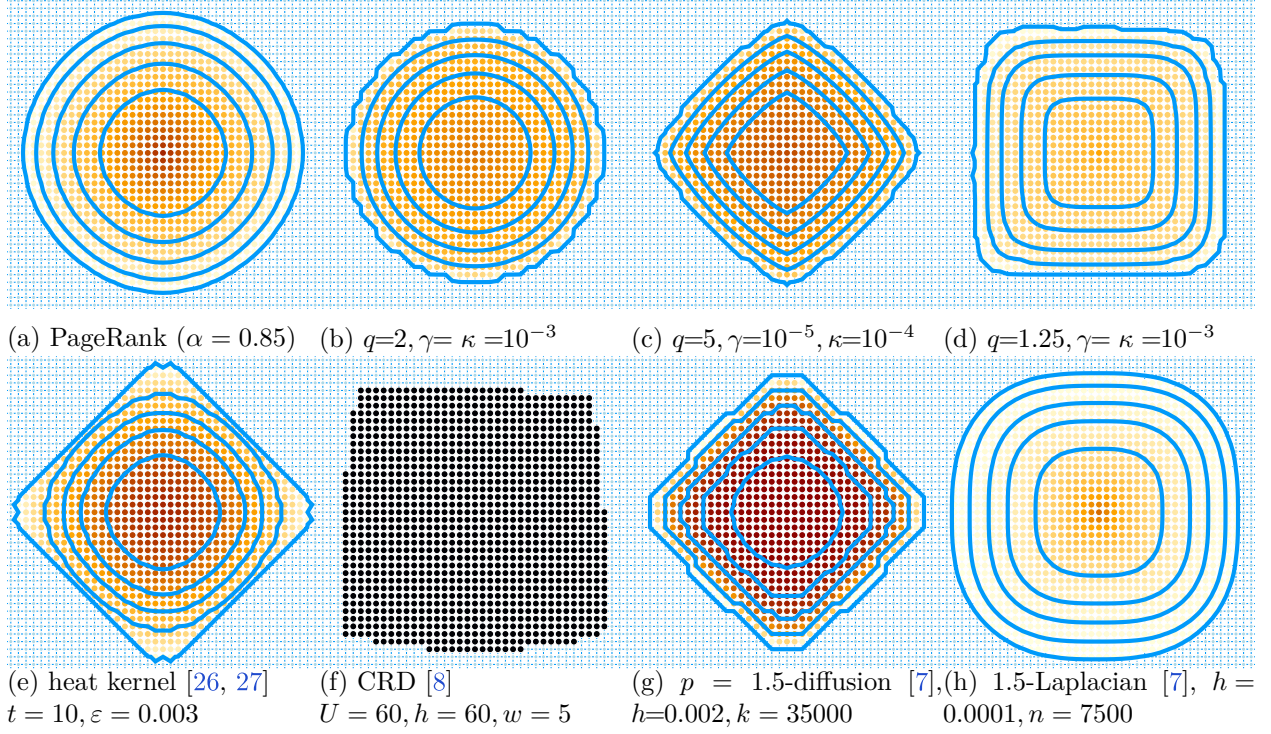 (a) PageRank (α = 0.85)
(b) q=2, γ= κ =10⁻³
(c) q=5, γ=10⁻⁵, κ=10⁻⁴
(d) q=1.25, γ= κ =10⁻³
(e) heat kernel [26, 27]
t = 10, ε = 0.003
(f) CRD [8]
U = 60, h = 60, w = 5
(g) p = 1.5-diffusion [7],
h=0.002, k = 35000
(h) 1.5-Laplacian [7], h =
0.0001, n = 7500